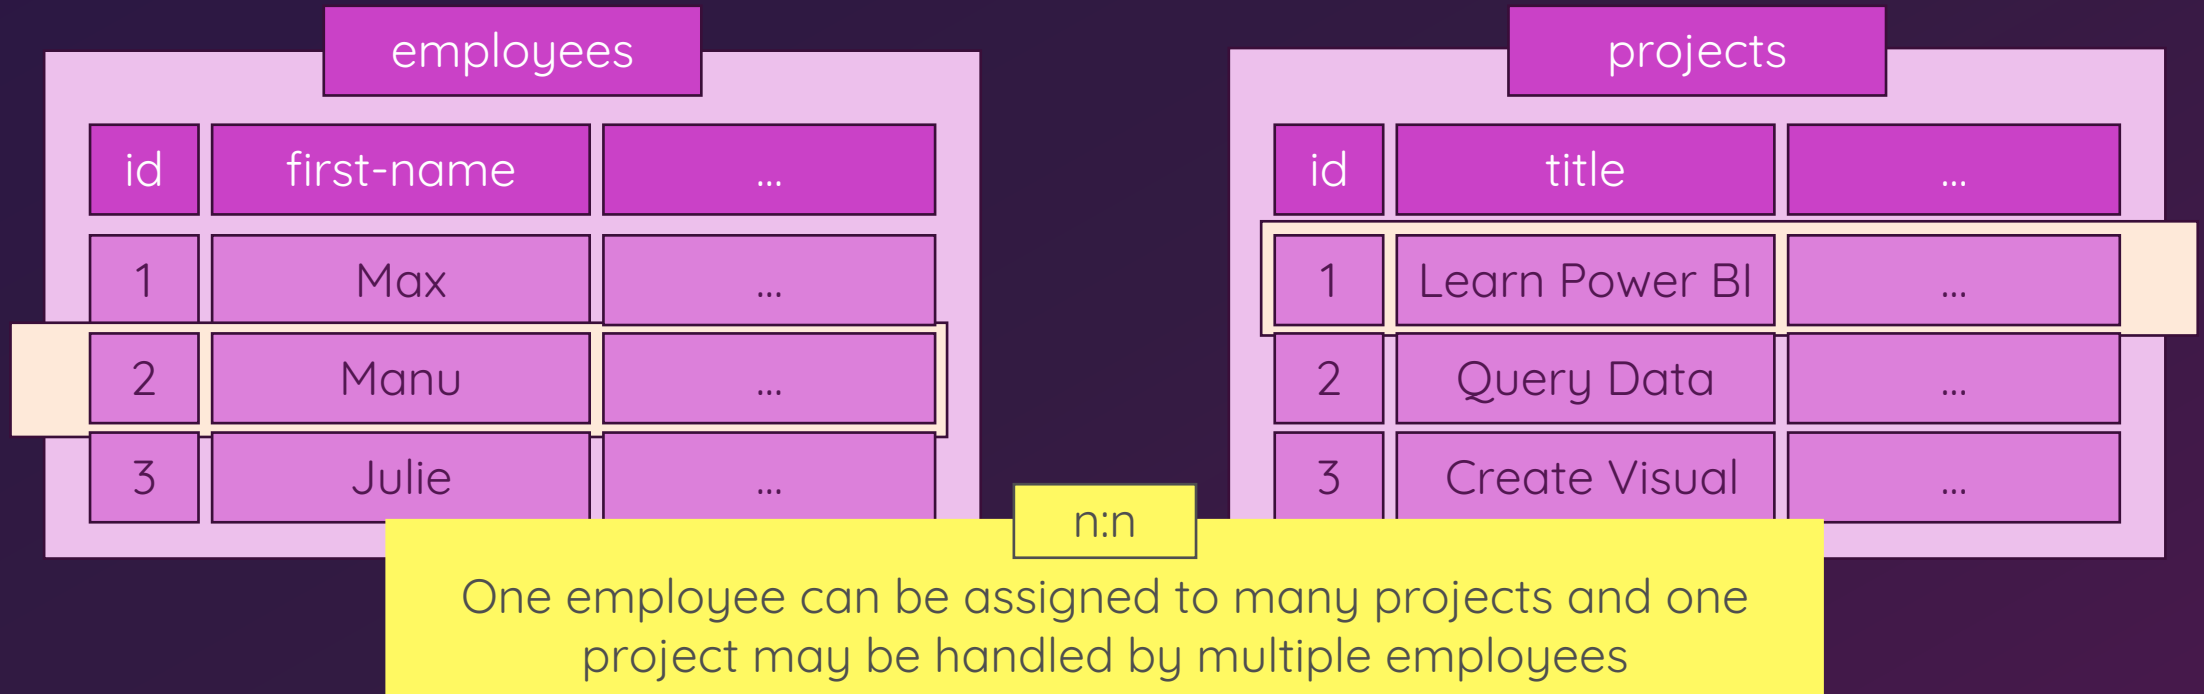 employees
id first-name ...
1 Max ...
2 Manu ...
3 Julie ...
projects
id title ...
1 Learn Power BI ...
2 Query Data ...
3 Create Visual ...
n:n
One employee can be assigned to many projects and one
project may be handled by multiple employees